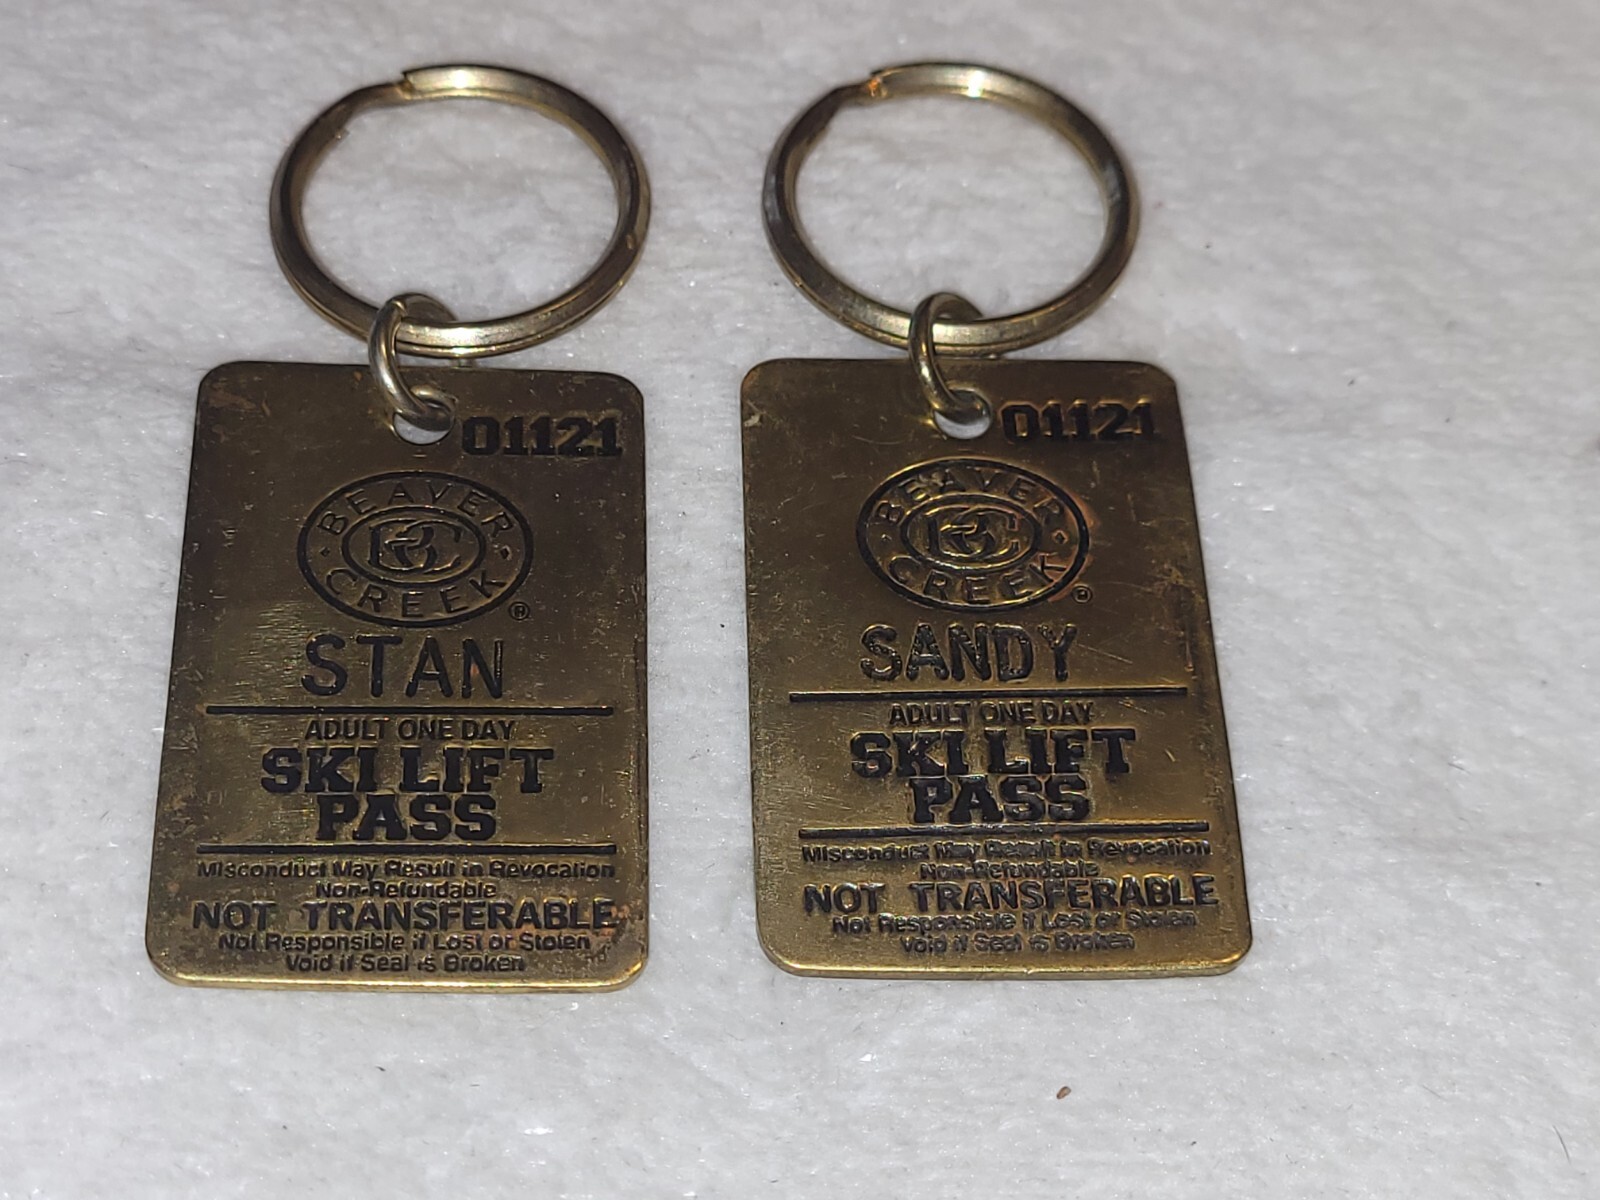 01121
BEAVER
BC
CREEK ®
STAN
ADULT ONE DAY
SKI LIFT
PASS
Misconduct May Result in Revocation
Non-Refundable
NOT TRANSFERABLE
Not Responsible if Lost or Stolen
Void if Seal is Broken
01121
BEAVER
BC
CREEK ®
SANDY
ADULT ONE DAY
SKI LIFT
PASS
Misconduct May Result in Revocation
Non-Refundable
NOT TRANSFERABLE
Not Responsible if Lost or Stolen
Void if Seal is Broken